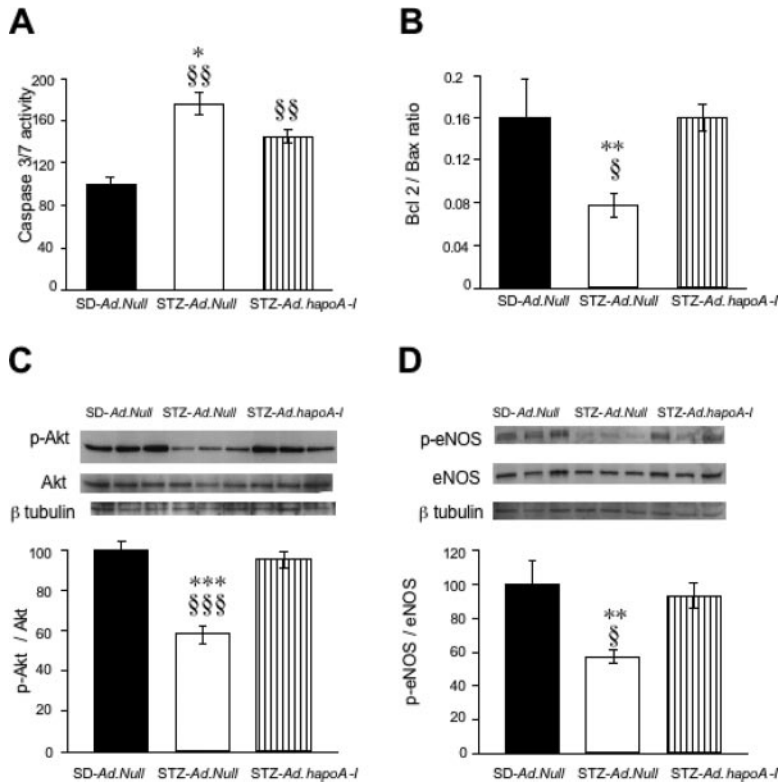 A
Caspase 3/7 activity
200
160
120
80
40
0
*
§§
§§
SD-Ad.Null STZ-Ad.Null STZ-Ad.hapoA-I
B
Bcl 2 / Bax ratio
0.2
0.16
0.12
0.08
0.04
0
**
§
SD-Ad.Null STZ-Ad.Null STZ-Ad.hapoA-I
C
SD-Ad.Null STZ-Ad.Null STZ-Ad.hapoA-I
p-Akt
Akt
β tubulin
p-Akt / Akt
100
80
60
40
20
0
***
§§§
SD-Ad.Null STZ-Ad.Null STZ-Ad.hapoA-I
D
SD-Ad.Null STZ-Ad.Null STZ-Ad.hapoA-I
p-eNOS
eNOS
β tubulin
p-eNOS / eNOS
120
100
80
60
40
20
0
**
§
SD-Ad.Null STZ-Ad.Null STZ-Ad.hapoA-I